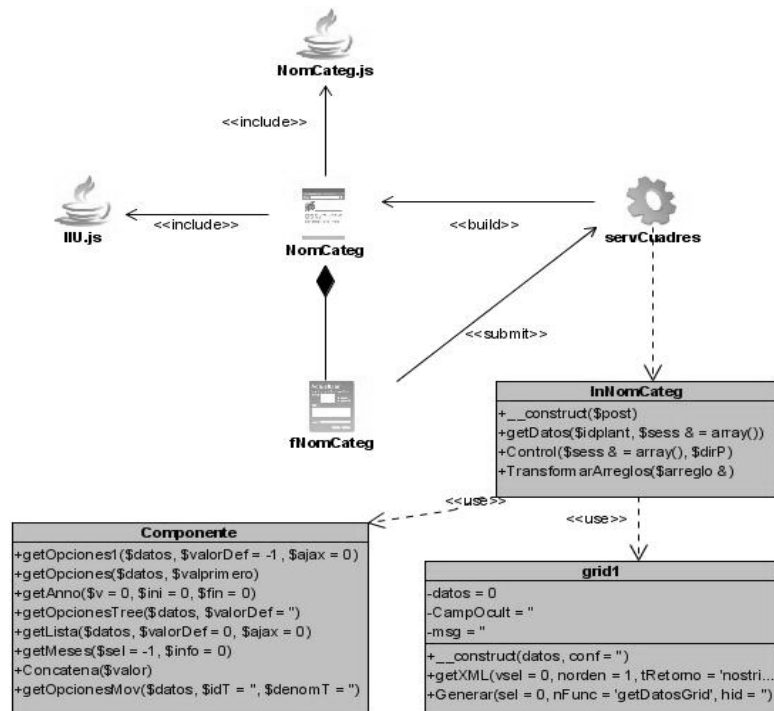 NomCateg.js
<<include>>
IIU.js
<<include>>
NomCateg
<<build>>
servCuadres
<<submit>>
fNomCateg
InNomCateg
+__construct($post)
+getDatos($idplant, $sess & = array())
+Control($sess & = array(), $dirP)
+TransformarArreglos($arreglo &)
<<use>>
<<use>>
Componente
+getOpciones1($datos, $valorDef = -1, $ajax = 0)
+getOpciones($datos, $valprimero)
+getAnno($v = 0, $ini = 0, $fin = 0)
+getOpcionesTree($datos, $valorDef = '')
+getLista($datos, $valorDef = 0, $ajax = 0)
+getMeses($sel = -1, $info = 0)
+Concatena($valor)
+getOpcionesMov($datos, $idT = '', $denomT = '')
grid1
-datos = 0
-CampOcult = ''
-msg = ''
+__construct(datos, conf = '')
+getXML(vsel = 0, norden = 1, tRetorno = 'nostri...
+Generar(sel = 0, nFunc = 'getDatosGrid', hid = '')